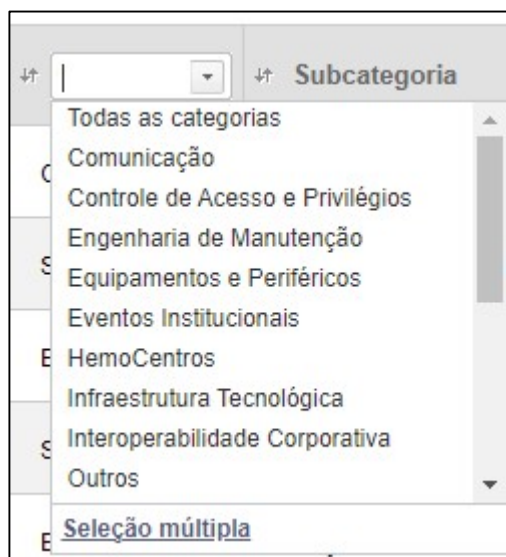 Subcategoria
Todas as categorias
Comunicação
Controle de Acesso e Privilégios
Engenharia de Manutenção
Equipamentos e Periféricos
Eventos Institucionais
HemoCentros
Infraestrutura Tecnológica
Interoperabilidade Corporativa
Outros
Seleção múltipla